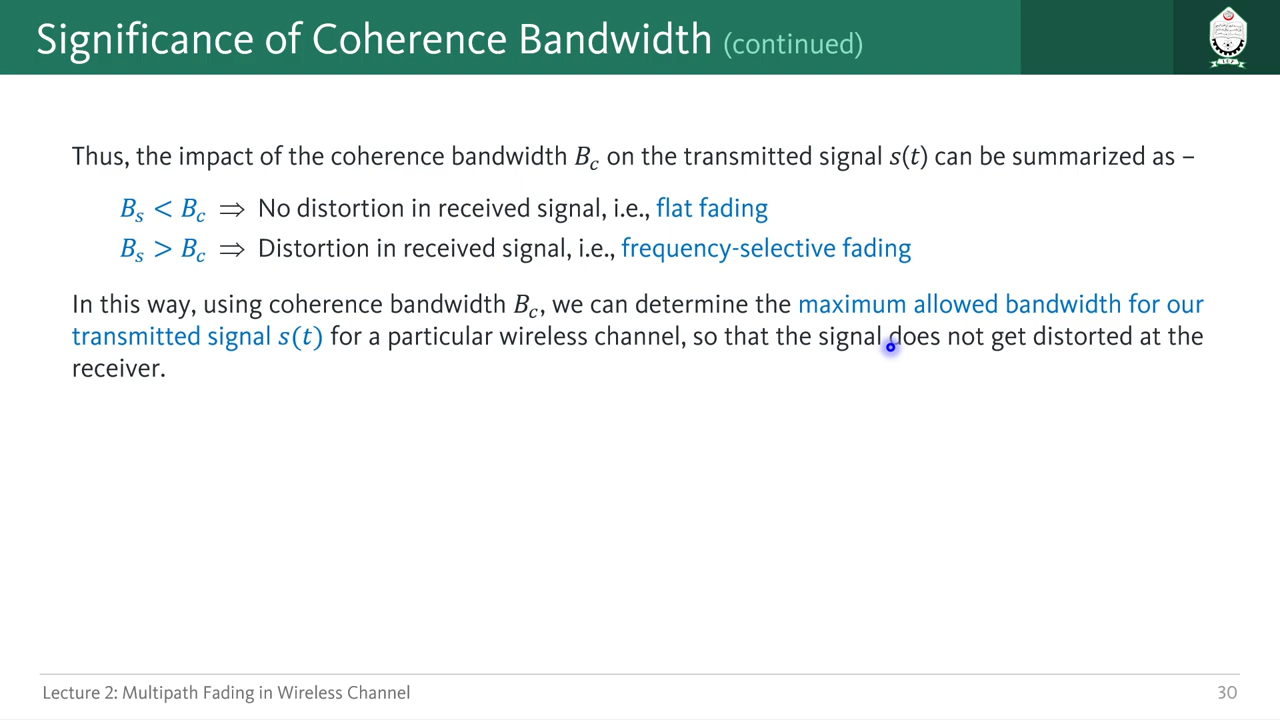 Significance of Coherence Bandwidth (continued)
Thus, the impact of the coherence bandwidth B_c on the transmitted signal s(t) can be summarized as –
B_s < B_c ⟹ No distortion in received signal, i.e., flat fading
B_s > B_c ⟹ Distortion in received signal, i.e., frequency-selective fading
In this way, using coherence bandwidth B_c, we can determine the maximum allowed bandwidth for our
transmitted signal s(t) for a particular wireless channel, so that the signal does not get distorted at the
receiver.
Lecture 2: Multipath Fading in Wireless Channel
30